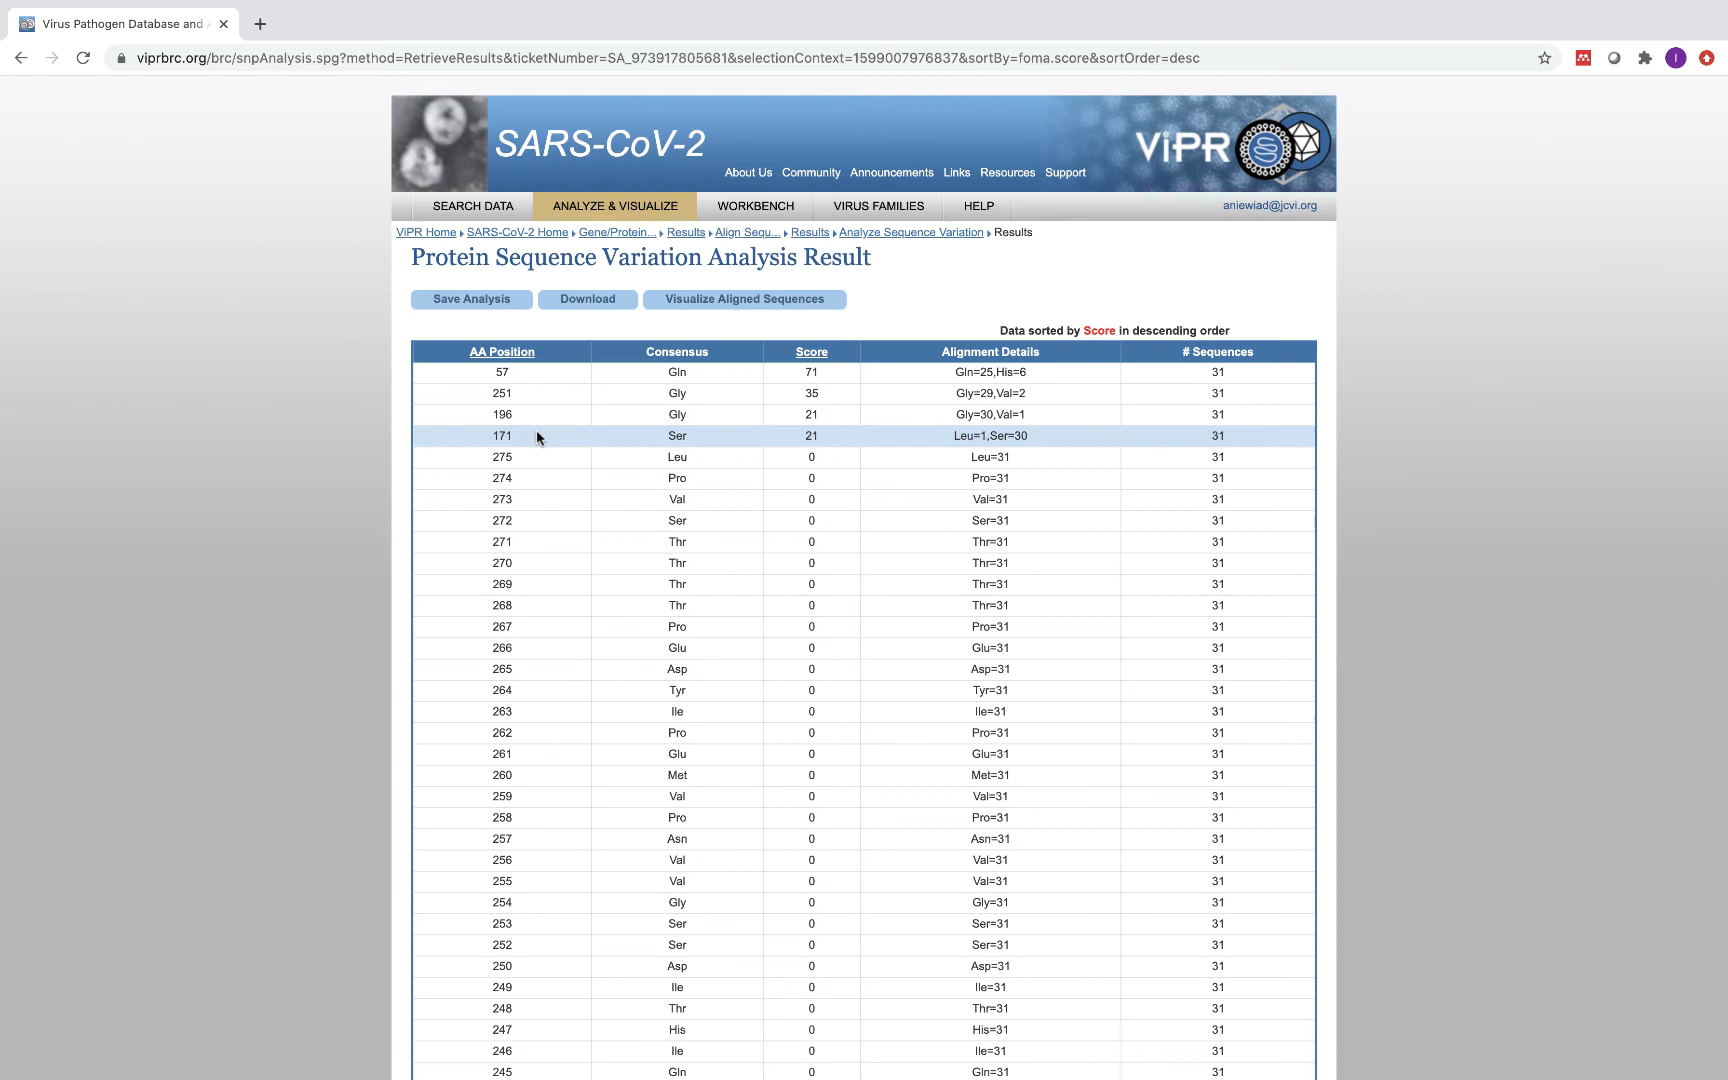 Virus Pathogen Database and
viprbrc.org/brc/snpAnalysis.spg?method=RetrieveResults&ticketNumber=SA_973917805681&selectionContext=1599007976837&sortBy=foma.score&sortOrder=desc
I
SARS-CoV-2
ViPR
About Us Community Announcements Links Resources Support
SEARCH DATA ANALYZE & VISUALIZE WORKBENCH VIRUS FAMILIES HELP aniewiad@jcvi.org
ViPR Home SARS-CoV-2 Home Gene/Protein... Results Align Sequ... Results Analyze Sequence Variation Results
Protein Sequence Variation Analysis Result
Save Analysis Download Visualize Aligned Sequences
Data sorted by Score in descending order
AA Position Consensus Score Alignment Details # Sequences
57 Gln 71 Gln=25,His=6 31
251 Gly 35 Gly=29,Val=2 31
196 Gly 21 Gly=30,Val=1 31
171 Ser 21 Leu=1,Ser=30 31
275 Leu 0 Leu=31 31
274 Pro 0 Pro=31 31
273 Val 0 Val=31 31
272 Ser 0 Ser=31 31
271 Thr 0 Thr=31 31
270 Thr 0 Thr=31 31
269 Thr 0 Thr=31 31
268 Thr 0 Thr=31 31
267 Pro 0 Pro=31 31
266 Glu 0 Glu=31 31
265 Asp 0 Asp=31 31
264 Tyr 0 Tyr=31 31
263 Ile 0 Ile=31 31
262 Pro 0 Pro=31 31
261 Glu 0 Glu=31 31
260 Met 0 Met=31 31
259 Val 0 Val=31 31
258 Pro 0 Pro=31 31
257 Asn 0 Asn=31 31
256 Val 0 Val=31 31
255 Val 0 Val=31 31
254 Gly 0 Gly=31 31
253 Ser 0 Ser=31 31
252 Ser 0 Ser=31 31
250 Asp 0 Asp=31 31
249 Ile 0 Ile=31 31
248 Thr 0 Thr=31 31
247 His 0 His=31 31
246 Ile 0 Ile=31 31
245 Gln 0 Gln=31 31